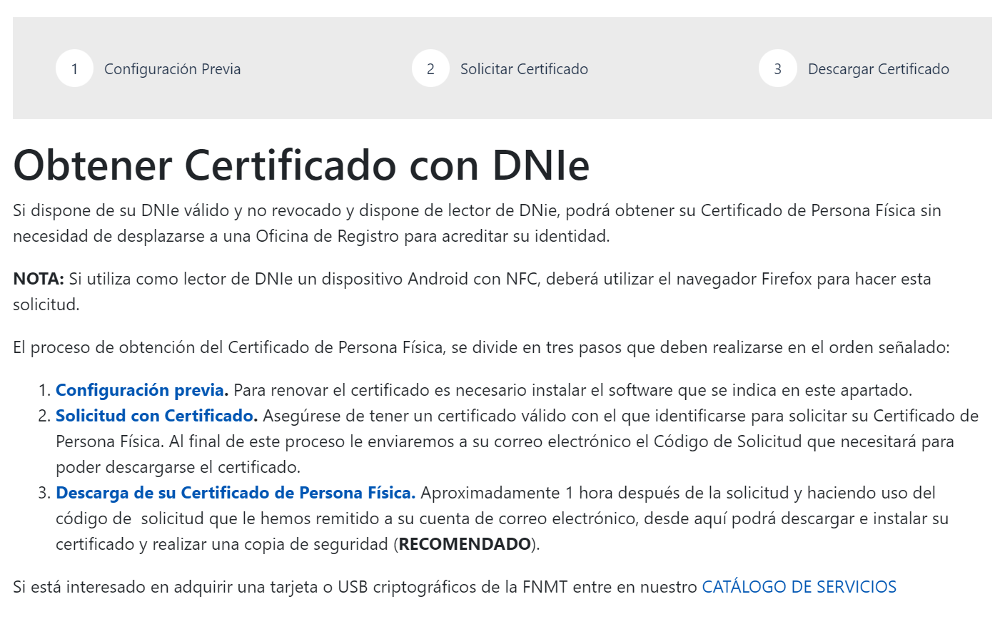 1 Configuración Previa 2 Solicitar Certificado 3 Descargar Certificado
Obtener Certificado con DNIe
Si dispone de su DNIe válido y no revocado y dispone de lector de DNie, podrá obtener su Certificado de Persona Física sin
necesidad de desplazarse a una Oficina de Registro para acreditar su identidad.
NOTA: Si utiliza como lector de DNIe un dispositivo Android con NFC, deberá utilizar el navegador Firefox para hacer esta
solicitud.
El proceso de obtención del Certificado de Persona Física, se divide en tres pasos que deben realizarse en el orden señalado:
1. Configuración previa. Para renovar el certificado es necesario instalar el software que se indica en este apartado.
2. Solicitud con Certificado. Asegúrese de tener un certificado válido con el que identificarse para solicitar su Certificado de
Persona Física. Al final de este proceso le enviaremos a su correo electrónico el Código de Solicitud que necesitará para
poder descargarse el certificado.
3. Descarga de su Certificado de Persona Física. Aproximadamente 1 hora después de la solicitud y haciendo uso del
código de  solicitud que le hemos remitido a su cuenta de correo electrónico, desde aquí podrá descargar e instalar su
certificado y realizar una copia de seguridad (RECOMENDADO).
Si está interesado en adquirir una tarjeta o USB criptográficos de la FNMT entre en nuestro CATÁLOGO DE SERVICIOS